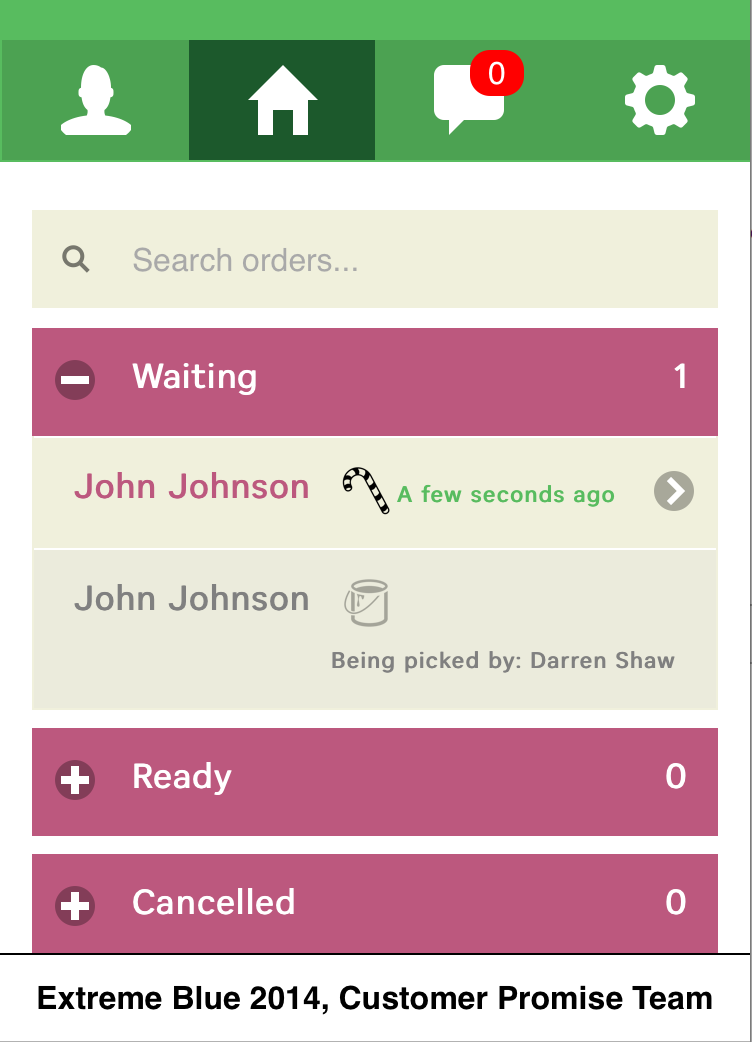 0
Search orders...
Waiting 1
John Johnson A few seconds ago
John Johnson
Being picked by: Darren Shaw
Ready 0
Cancelled 0
Extreme Blue 2014, Customer Promise Team